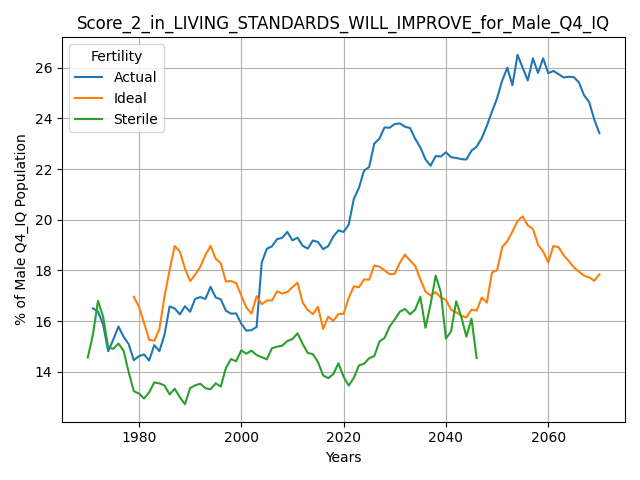 Score_2_in_LIVING_STANDARDS_WILL_IMPROVE_for_Male_Q4_IQ
Fertility
Actual
Ideal
Sterile
% of Male Q4_IQ Population
26
24
22
20
18
16
14
1980 2000 2020 2040 2060
Years